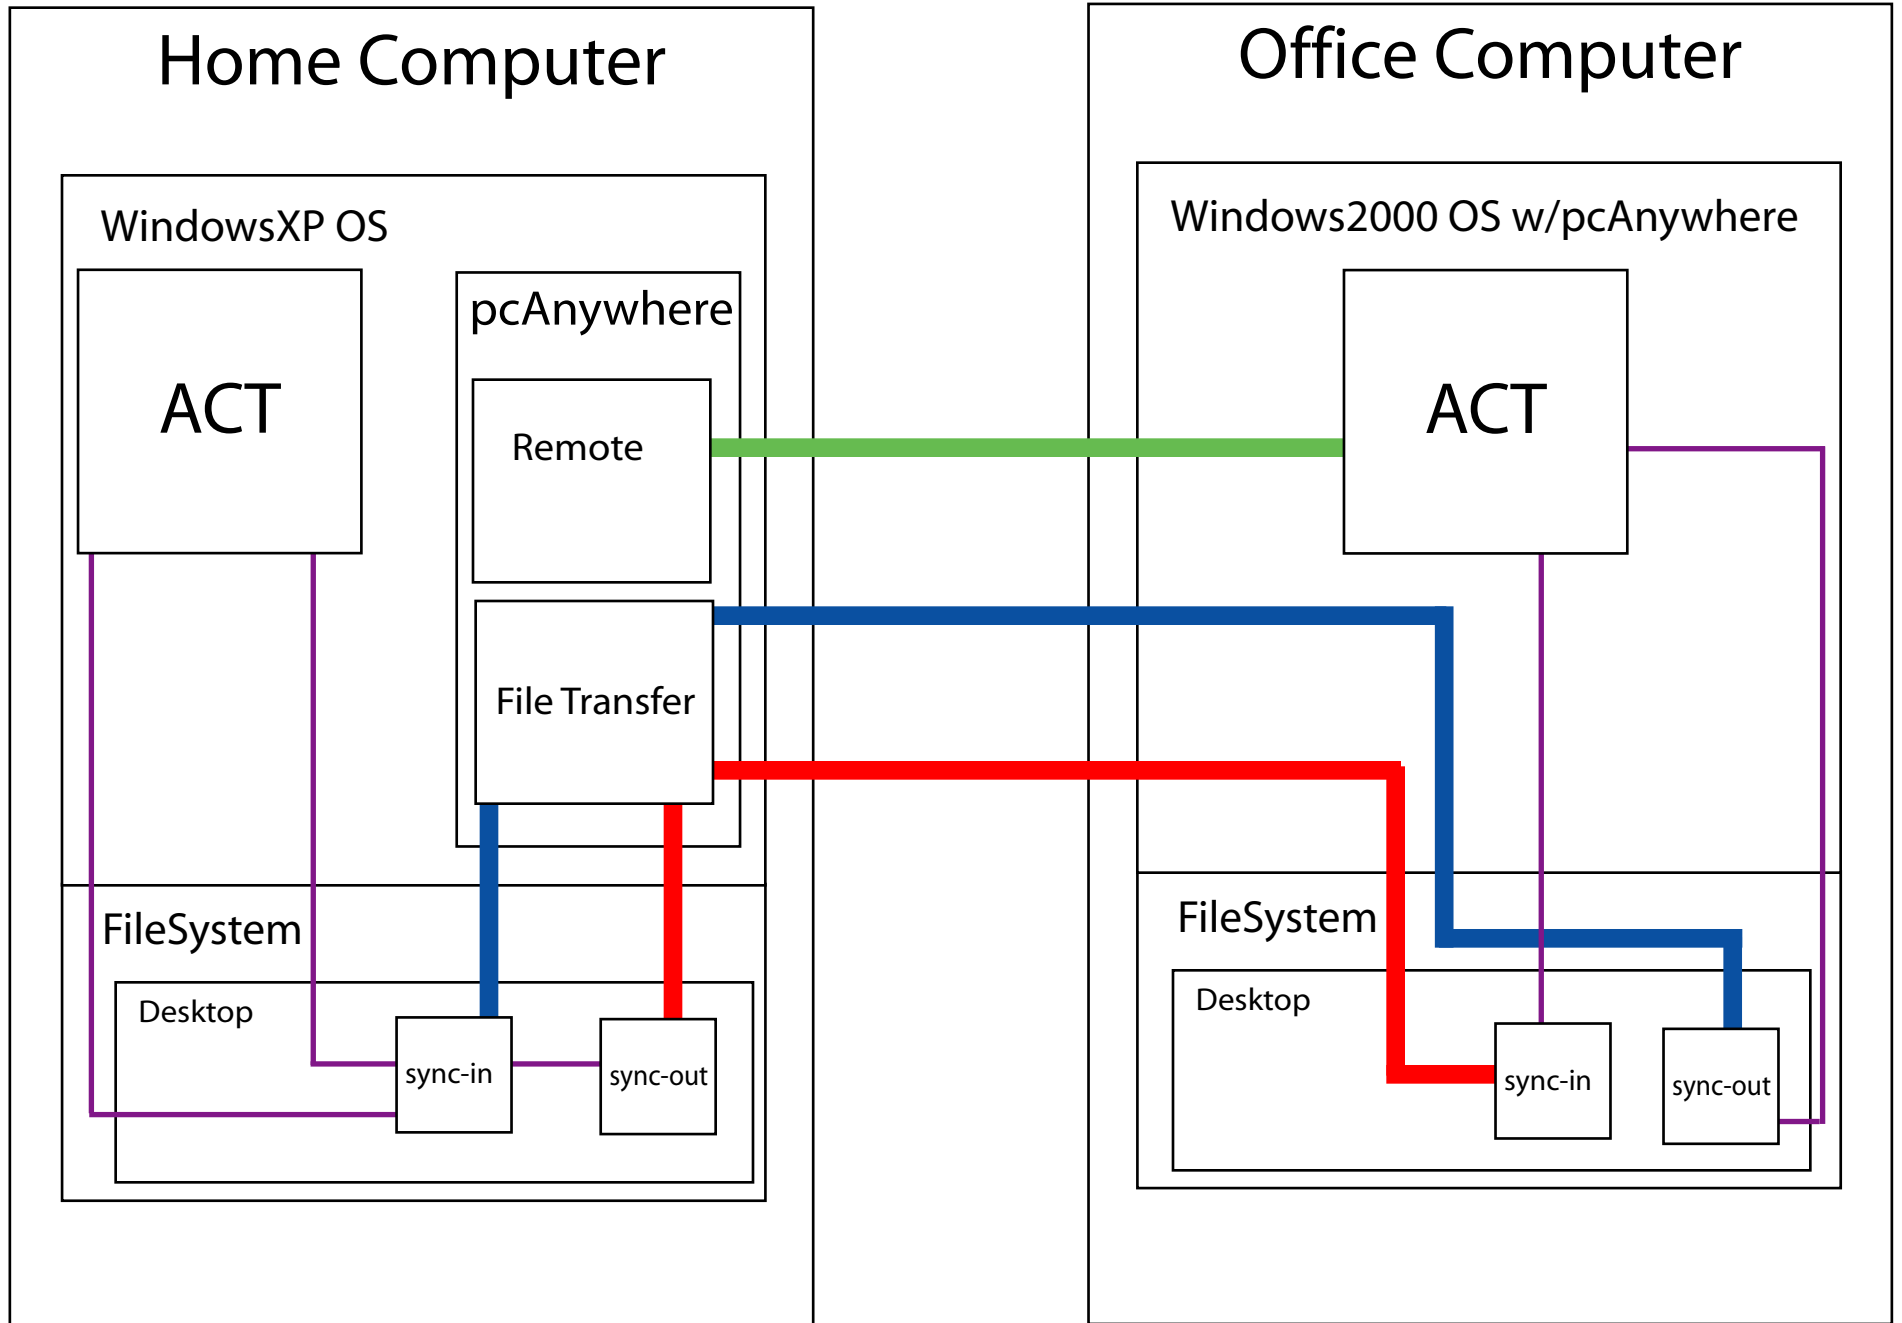 Home Computer
WindowsXP OS
ACT
pcAnywhere
Remote
File Transfer
FileSystem
Desktop
sync-in
sync-out
Office Computer
Windows2000 OS w/pcAnywhere
ACT
FileSystem
Desktop
sync-in
sync-out